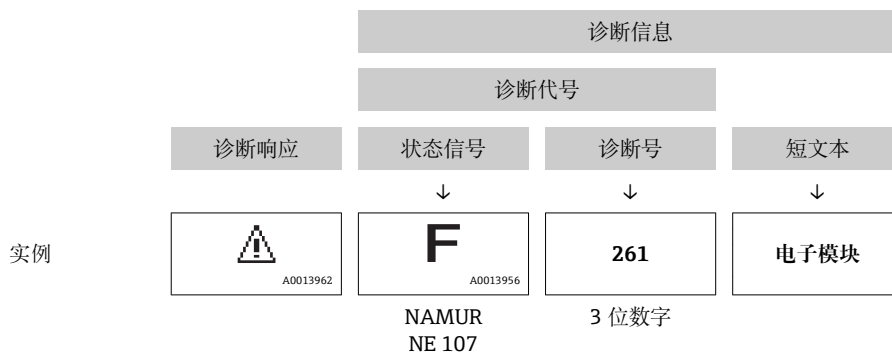 诊断信息
诊断代号
诊断响应 状态信号 诊断号 短文本
↓ ↓ ↓
实例 F 261 电子模块
A0013962 A0013956
NAMUR 3 位数字
NE 107